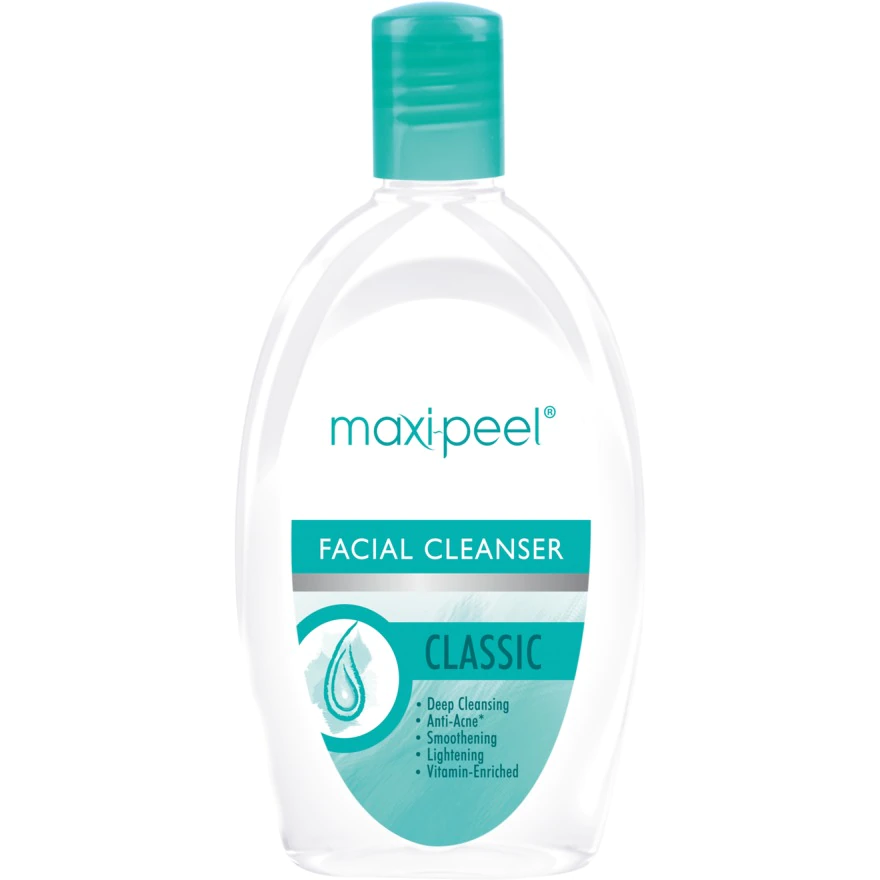 maxi-peel®
FACIAL CLEANSER
CLASSIC
• Deep Cleansing
• Anti-Acne*
• Smoothening
• Lightening
• Vitamin-Enriched